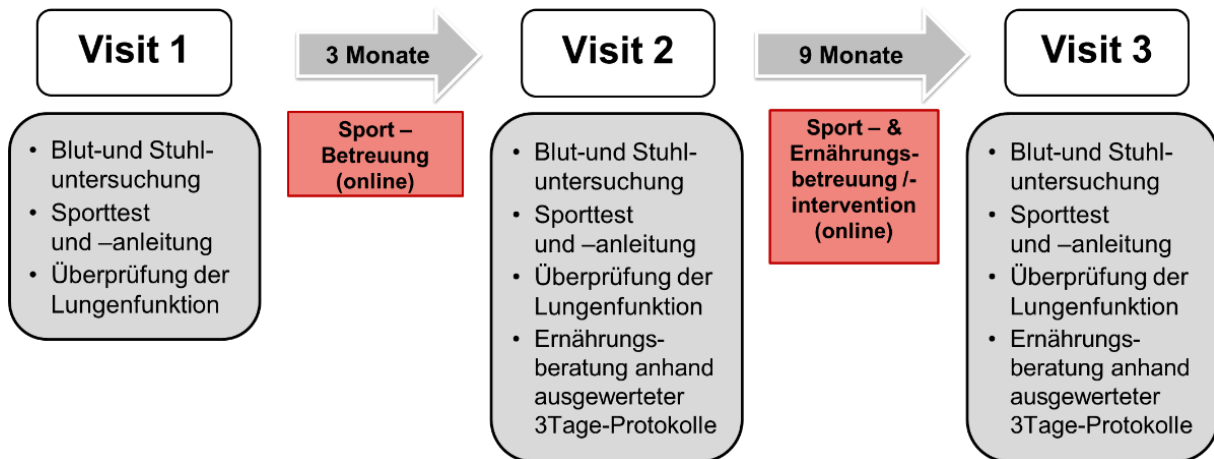 Visit 1
3 Monate
Visit 2
9 Monate
Visit 3
• Blut-und Stuhl-
untersuchung
• Sporttest
und –anleitung
• Überprüfung der
Lungenfunktion
Sport –
Betreuung
(online)
• Blut-und Stuhl-
untersuchung
• Sporttest
und –anleitung
• Überprüfung der
Lungenfunktion
• Ernährungs-
beratung anhand
ausgewerteter
3Tage-Protokolle
Sport – &
Ernährungs-
betreuung /-
intervention
(online)
• Blut-und Stuhl-
untersuchung
• Sporttest
und –anleitung
• Überprüfung der
Lungenfunktion
• Ernährungs-
beratung anhand
ausgewerteter
3Tage-Protokolle